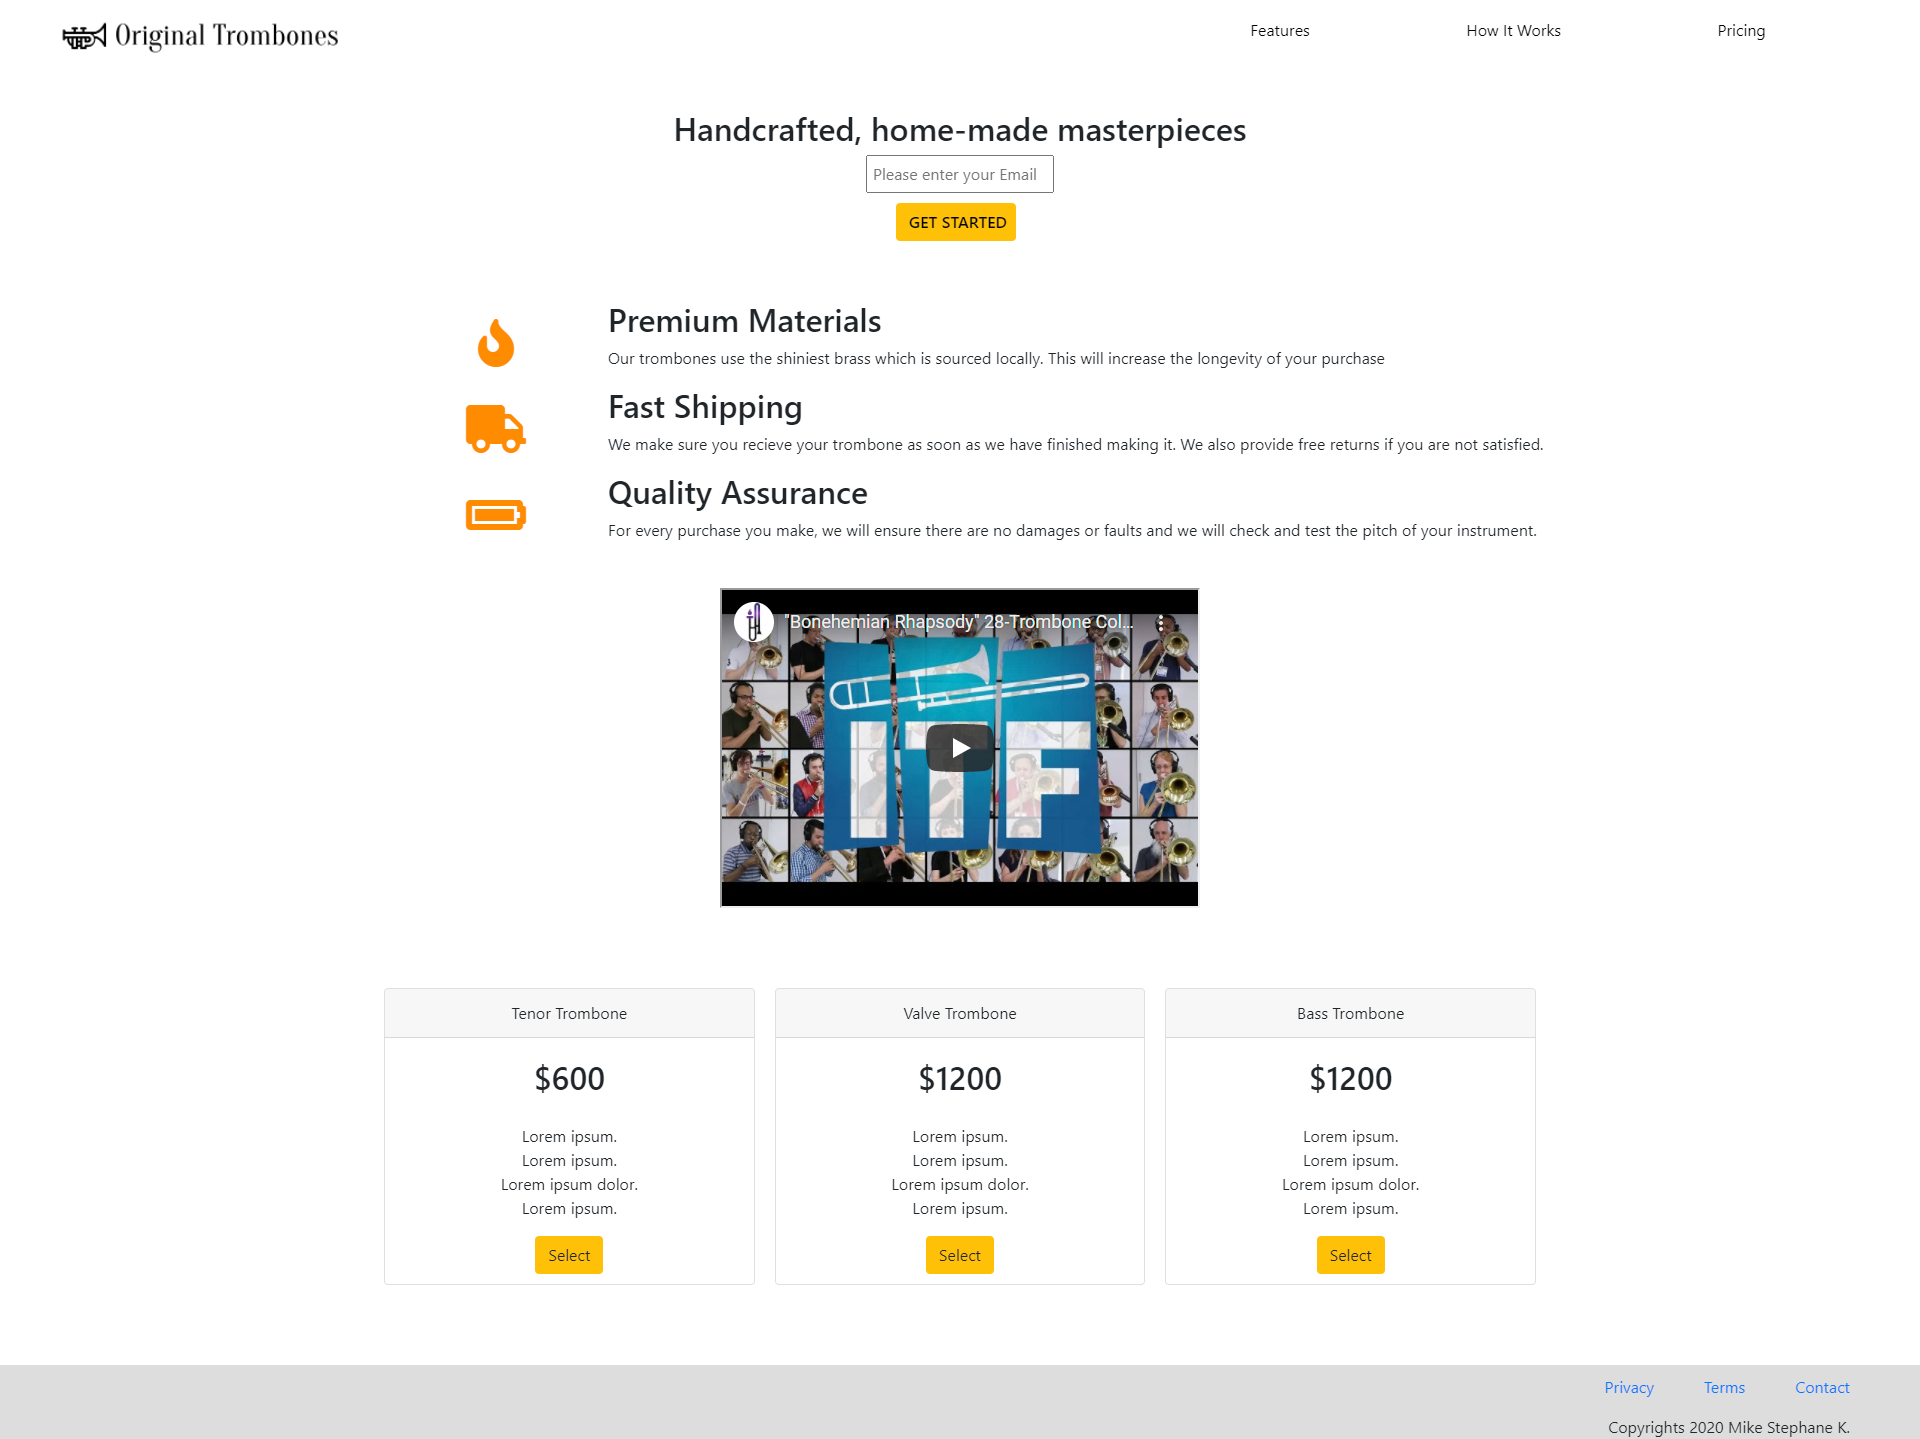 Original Trombones
Features
How It Works
Pricing
Handcrafted, home-made masterpieces
Please enter your Email
GET STARTED
Premium Materials
Our trombones use the shiniest brass which is sourced locally. This will increase the longevity of your purchase
Fast Shipping
We make sure you recieve your trombone as soon as we have finished making it. We also provide free returns if you are not satisfied.
Quality Assurance
For every purchase you make, we will ensure there are no damages or faults and we will check and test the pitch of your instrument.
"Bonehemian Rhapsody" 28-Trombone Col...
ITF
Tenor Trombone
$600
Lorem ipsum.
Lorem ipsum.
Lorem ipsum dolor.
Lorem ipsum.
Select
Valve Trombone
$1200
Lorem ipsum.
Lorem ipsum.
Lorem ipsum dolor.
Lorem ipsum.
Select
Bass Trombone
$1200
Lorem ipsum.
Lorem ipsum.
Lorem ipsum dolor.
Lorem ipsum.
Select
Privacy
Terms
Contact
Copyrights 2020 Mike Stephane K.